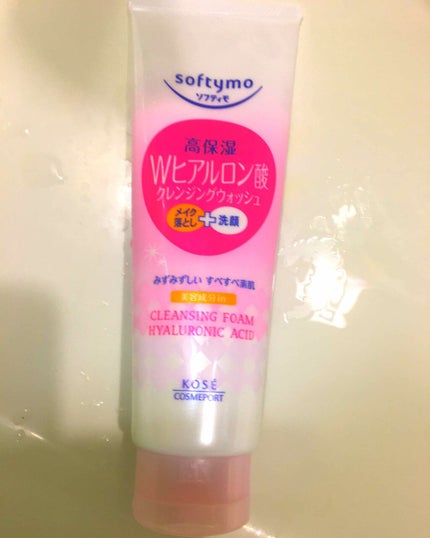 softymo
ソフティモ
高保湿
Wヒアルロン酸
クレンジングウォッシュ
メイク落とし+洗顔
みずみずしい すべすべ素肌
美容成分in
CLEANSING FOAM
HYALURONIC ACID
KOSÉ
COSMEPORT